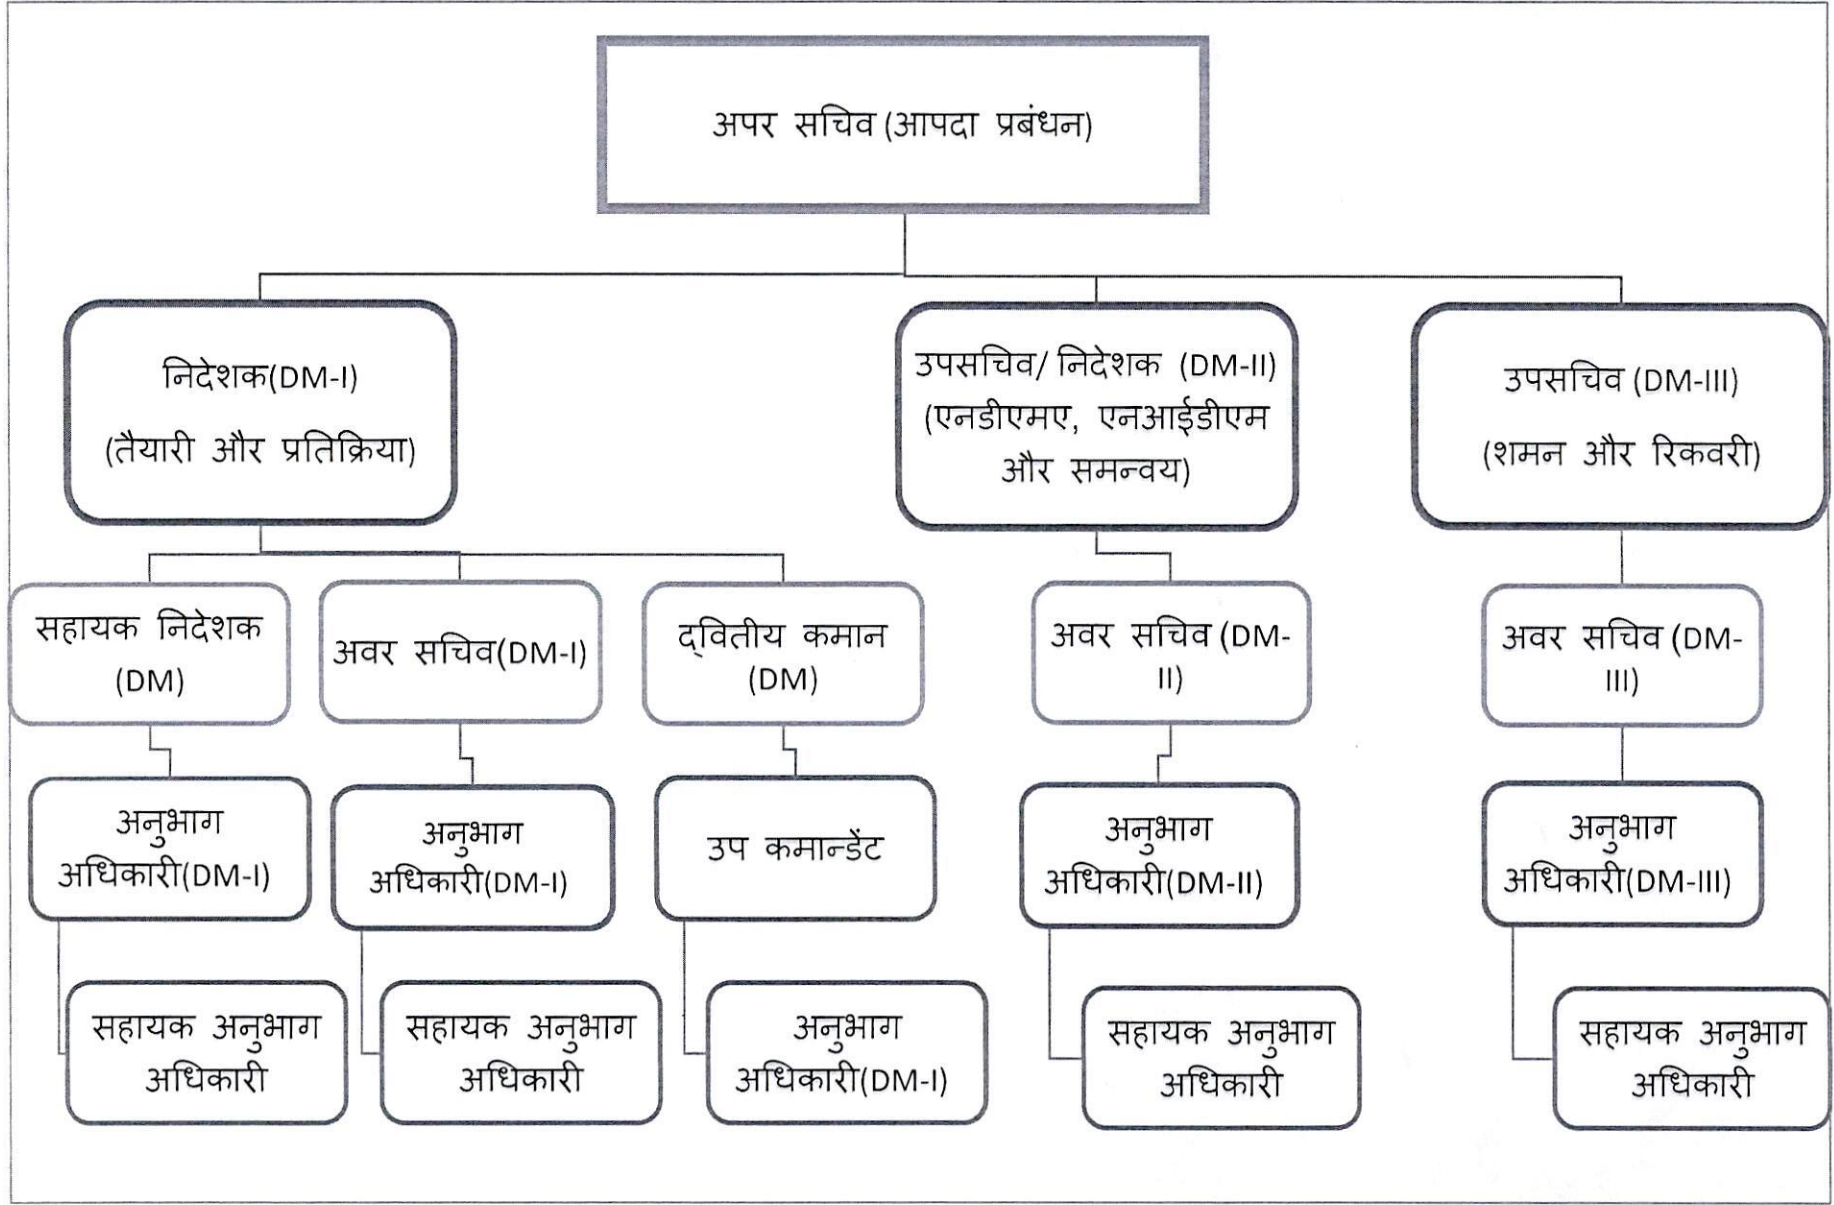 अपर सचिव (आपदा प्रबंधन)
निदेशक(DM-I)
(तैयारी और प्रतिक्रिया)
उपसचिव/ निदेशक (DM-II)
(एनडीएमए, एनआईडीएम
और समन्वय)
उपसचिव (DM-III)
(शमन और रिकवरी)
सहायक निदेशक
(DM)
अवर सचिव(DM-I)
द्वितीय कमान
(DM)
अवर सचिव (DM-
II)
अवर सचिव (DM-
III)
अनुभाग
अधिकारी(DM-I)
अनुभाग
अधिकारी(DM-I)
उप कमान्डेंट
अनुभाग
अधिकारी(DM-II)
अनुभाग
अधिकारी(DM-III)
सहायक अनुभाग
अधिकारी
सहायक अनुभाग
अधिकारी
अनुभाग
अधिकारी(DM-I)
सहायक अनुभाग
अधिकारी
सहायक अनुभाग
अधिकारी